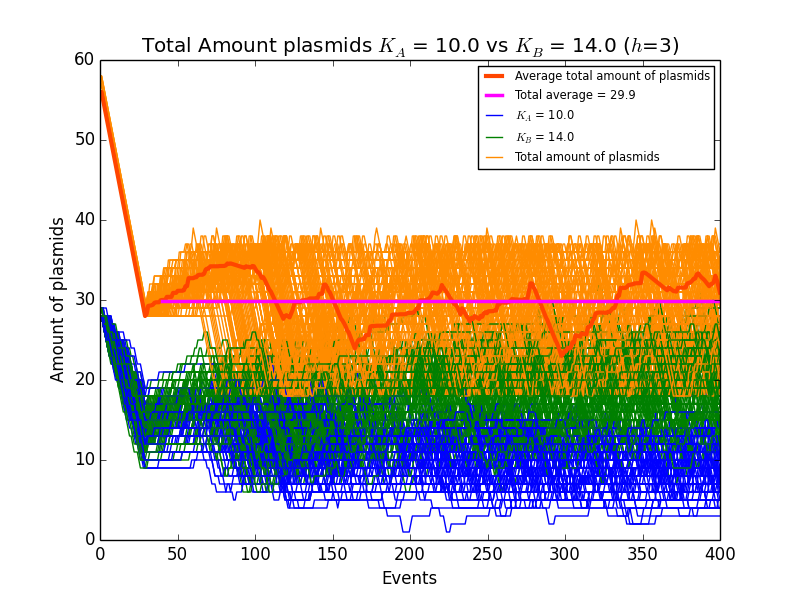 Total Amount plasmids K_A = 10.0 vs K_B = 14.0 (h=3)
Average total amount of plasmids
Total average = 29.9
K_A = 10.0
K_B = 14.0
Total amount of plasmids
60
50
40
30
20
10
0
Amount of plasmids
0 50 100 150 200 250 300 350 400
Events